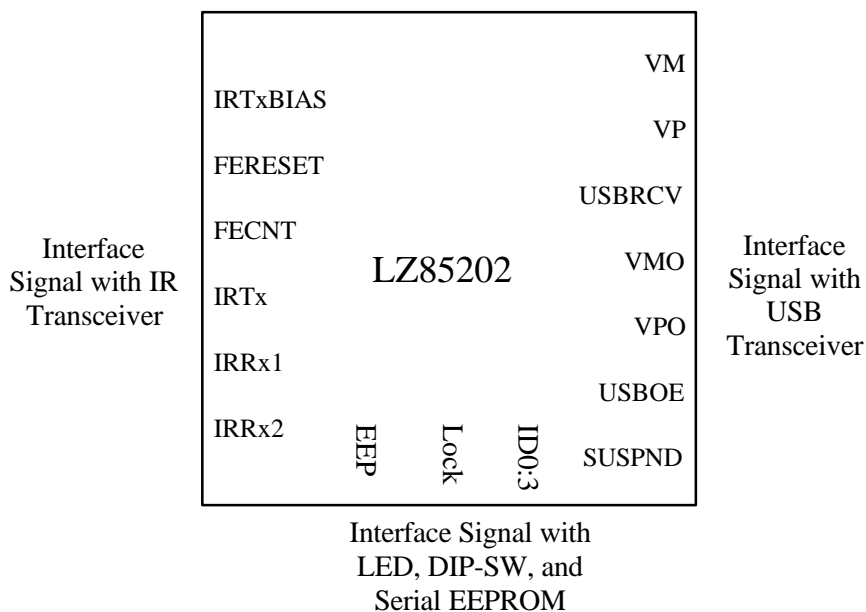 VM
IRTxBIAS
VP
FERESET
USBRCV
FECNT
Interface
Signal with IR
Transceiver
LZ85202
VMO
Interface
Signal with
USB
Transceiver
IRTx
VPO
IRRx1
USBOE
IRRx2
EEP
Lock
ID0:3
SUSPND
Interface Signal with
LED, DIP-SW, and
Serial EEPROM